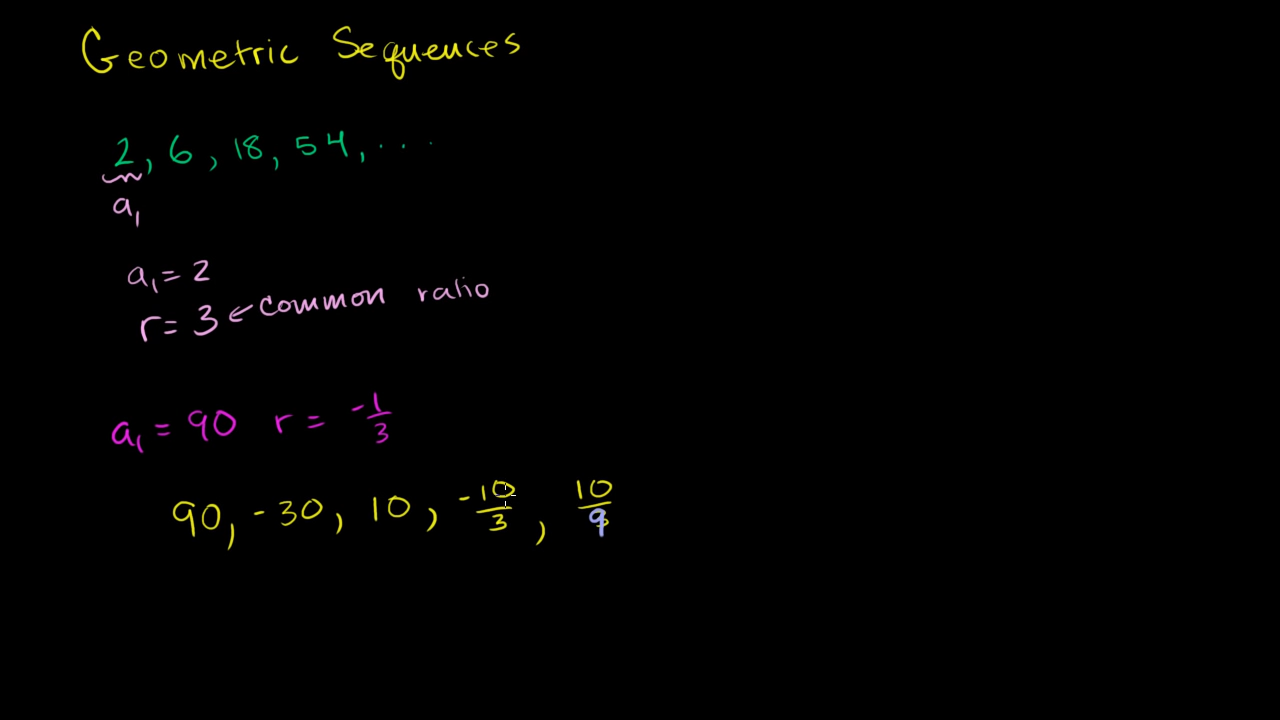 Geometric Sequences
2, 6, 18, 54, ...
a₁
a₁ = 2
r = 3 ← Common ratio
a₁ = 90 r = -1/3
90, -30, 10, -10/3, 10/9